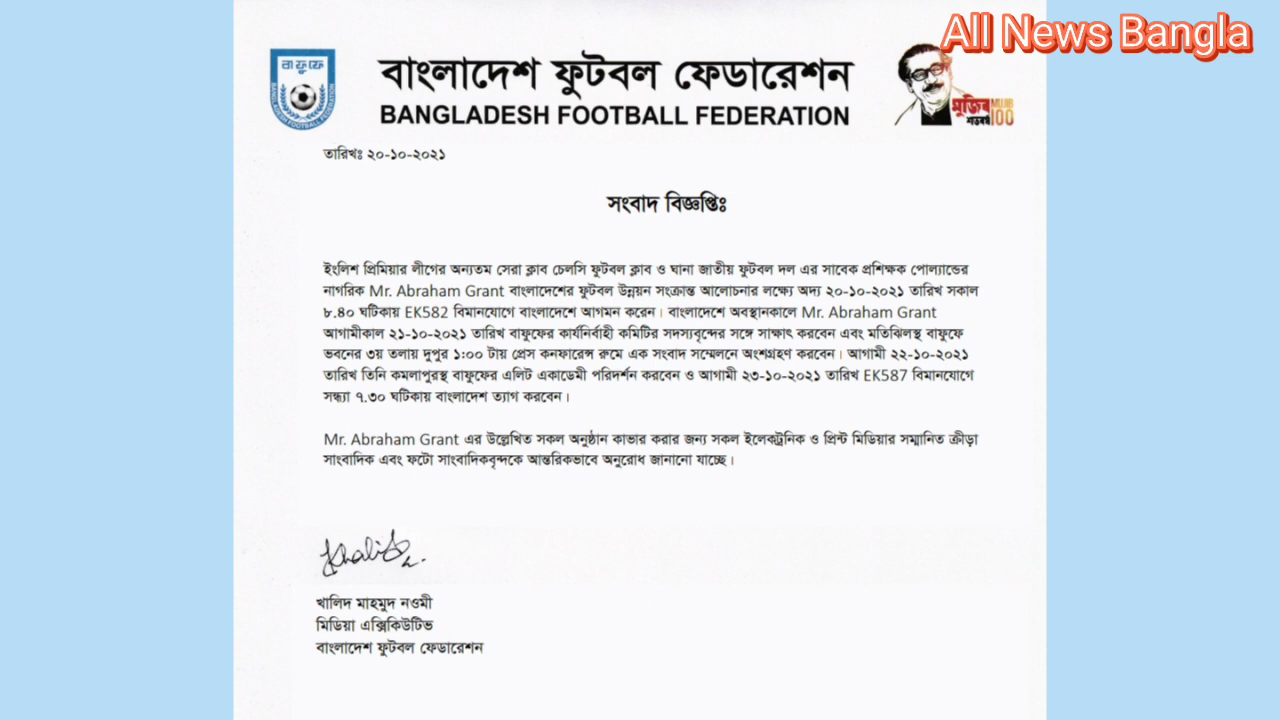 All News Bangla
বাফুফে
BANGLADESH FOOTBALL FEDERATION
বাংলাদেশ ফুটবল ফেডারেশন
BANGLADESH FOOTBALL FEDERATION
মুজিব শতবর্ষ
MUJIB 100
তারিখঃ ২০-১০-২০২১
সংবাদ বিজ্ঞপ্তিঃ
ইংলিশ প্রিমিয়ার লীগের অন্যতম সেরা ক্লাব চেলসি ফুটবল ক্লাব ও ঘানা জাতীয় ফুটবল দল এর সাবেক প্রশিক্ষক পোল্যান্ডের
নাগরিক Mr. Abraham Grant বাংলাদেশের ফুটবল উন্নয়ন সংক্রান্ত আলোচনার লক্ষ্যে অদ্য ২০-১০-২০২১ তারিখ সকাল
৮.৪০ ঘটিকায় EK582 বিমানযোগে বাংলাদেশে আগমন করেন। বাংলাদেশে অবস্থানকালে Mr. Abraham Grant
আগামীকাল ২১-১০-২০২১ তারিখ বাফুফের কার্যনির্বাহী কমিটির সদস্যবৃন্দের সঙ্গে সাক্ষাৎ করবেন এবং মতিঝিলস্থ বাফুফে
ভবনের ৩য় তলায় দুপুর ১:০০ টায় প্রেস কনফারেন্স রুমে এক সংবাদ সম্মেলনে অংশগ্রহণ করবেন। আগামী ২২-১০-২০২১
তারিখ তিনি কমলাপুরস্থ বাফুফের এলিট একাডেমী পরিদর্শন করবেন ও আগামী ২৩-১০-২০২১ তারিখ EK587 বিমানযোগে
সন্ধ্যা ৭.৩০ ঘটিকায় বাংলাদেশ ত্যাগ করবেন।
Mr. Abraham Grant এর উল্লেখিত সকল অনুষ্ঠান কাভার করার জন্য সকল ইলেকট্রনিক ও প্রিন্ট মিডিয়ার সম্মানিত ক্রীড়া
সাংবাদিক এবং ফটো সাংবাদিকবৃন্দকে আন্তরিকভাবে অনুরোধ জানানো যাচ্ছে।
খালিদ মাহমুদ নওমী
মিডিয়া এক্সিকিউটিভ
বাংলাদেশ ফুটবল ফেডারেশন